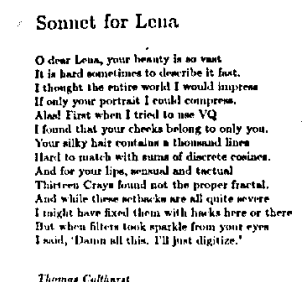 Sonnet for Lena
O dear Lena, your beauty is so vast
It is hard sometimes to describe it fast.
I thought the entire world I would impress
If only your portrait I could compress.
Alas! First when I tried to use VQ
I found that your cheeks belong to only you.
Your silky hair contains a thousand lines
Hard to match with sums of discrete cosines.
And for your lips, sensual and tactual
Thirteen Crays found not the proper fractal.
And while these setbacks are all quite severe
I might have fixed them with hacks here or there
But when filters took sparkle from your eyes
I said, 'Damn all this. I'll just digitize.'
Thomas Colthurst